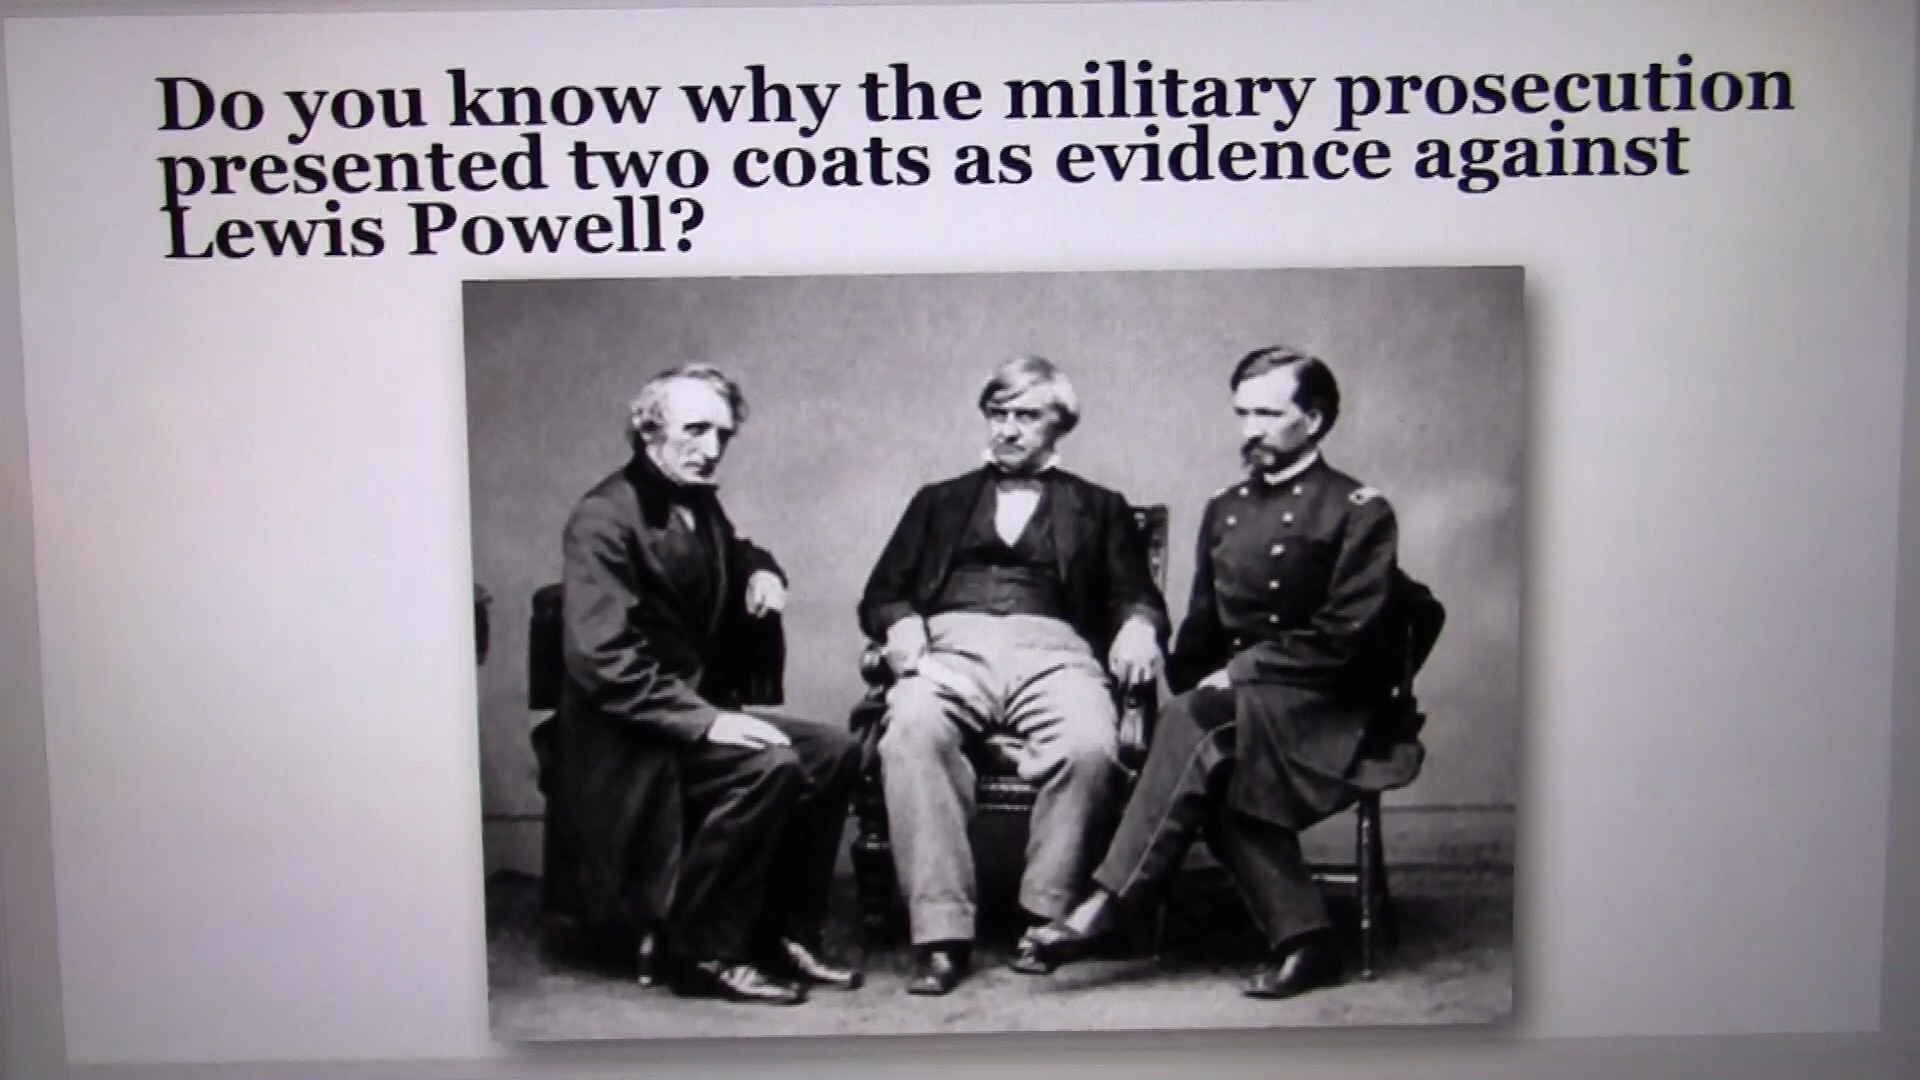 Do you know why the military prosecution
presented two coats as evidence against
Lewis Powell?